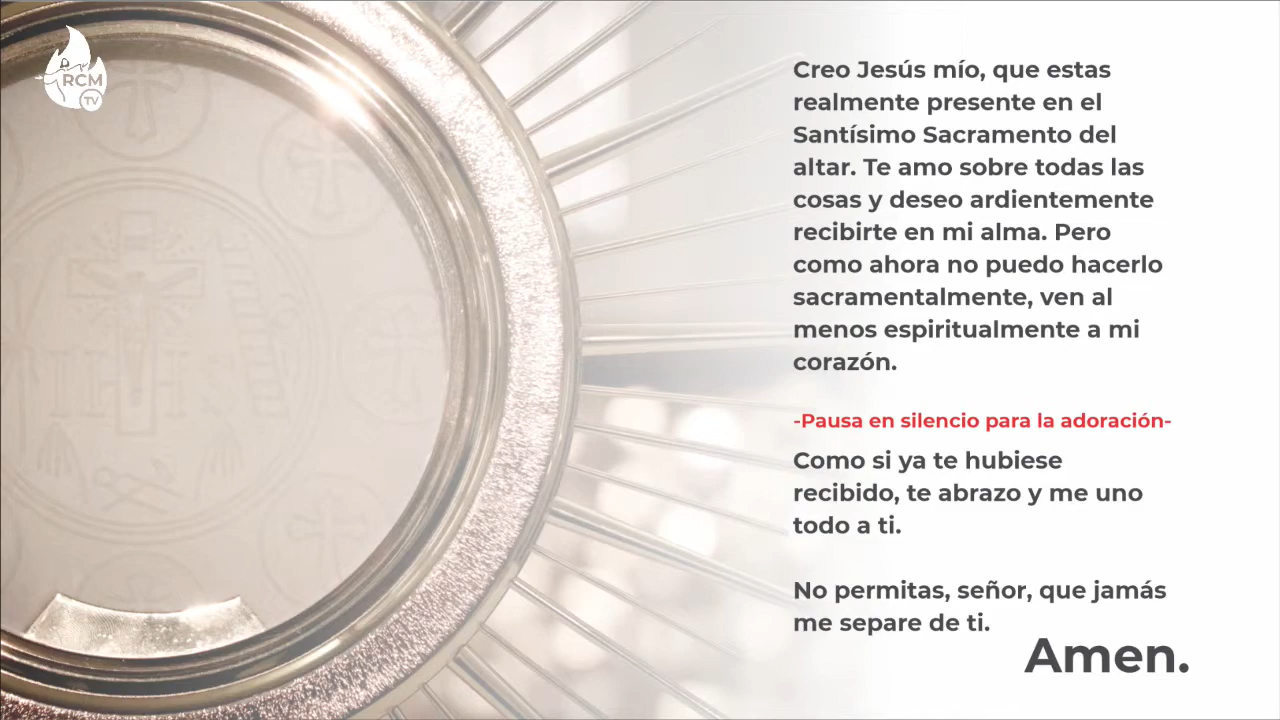 RCM
TV
Creo Jesús mío, que estas
realmente presente en el
Santísimo Sacramento del
altar. Te amo sobre todas las
cosas y deseo ardientemente
recibirte en mi alma. Pero
como ahora no puedo hacerlo
sacramentalmente, ven al
menos espiritualmente a mi
corazón.
-Pausa en silencio para la adoración-
Como si ya te hubiese
recibido, te abrazo y me uno
todo a ti.
No permitas, señor, que jamás
me separe de ti.
Amen.